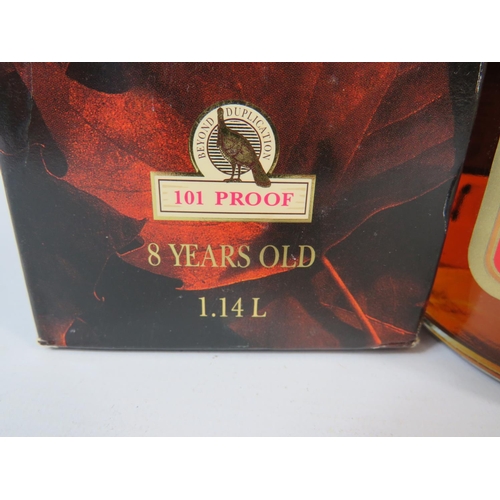 BEYOND DUPLICATION
101 PROOF
8 YEARS OLD
1.14 L